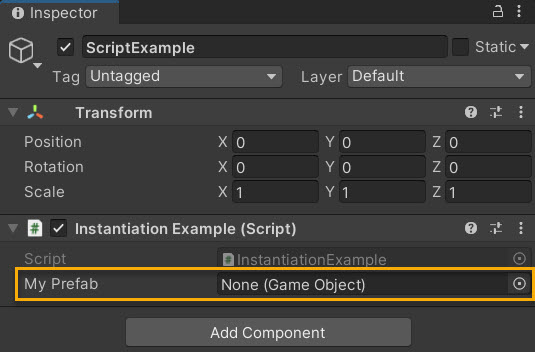 Inspector
ScriptExample Static
Tag Untagged Layer Default
Transform
Position X 0 Y 0 Z 0
Rotation X 0 Y 0 Z 0
Scale X 1 Y 1 Z 1
# Instantiation Example (Script)
Script # InstantiationExample
My Prefab None (Game Object)
Add Component